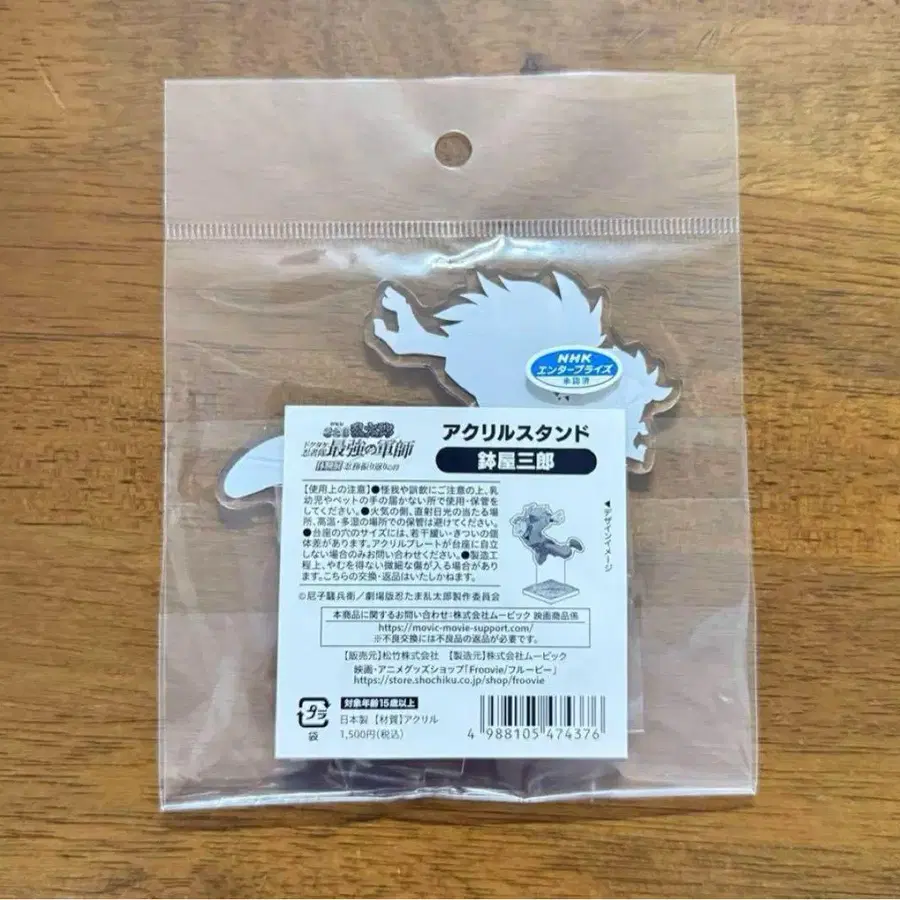 NHK
エンタープライズ
承認済
劇場版
忍たま乱太郎
ドクタケ忍者隊 最強の軍師
アクリルスタンド
鉢屋三郎
【使用上の注意】●怪我や誤飲にご注意の上、乳
幼児やペットの手の届かない所で使用・保管を
してください。●火気の側、直射日光の当たる場
所、高温・多湿の場所での保管は避けてください。
●台座の穴のサイズには、若干緩い・きついの個
体差があります。アクリルプレートが台座に自立
しない場合のみお問い合わせください。●製造工
程上、やむを得ない微細な傷が入る場合があり
ます。こちらの交換・返品はいたしかねます。
▲デザインイメージ
©尼子騒兵衛／劇場版忍たま乱太郎製作委員会
本商品に関するお問い合わせ：株式会社ムービック 映画商品係
https://movic-movie-support.com/
※不良交換には不良品の返品が必要です。
【販売元】松竹株式会社 【製造元】株式会社ムービック
映画・アニメグッズショップ「Froovie/フルービー」
https://store.shochiku.co.jp/shop/froovie
プラ
袋
対象年齢15歳以上
日本製 【材質】アクリル
1,500円(税込)
4 988105 474376